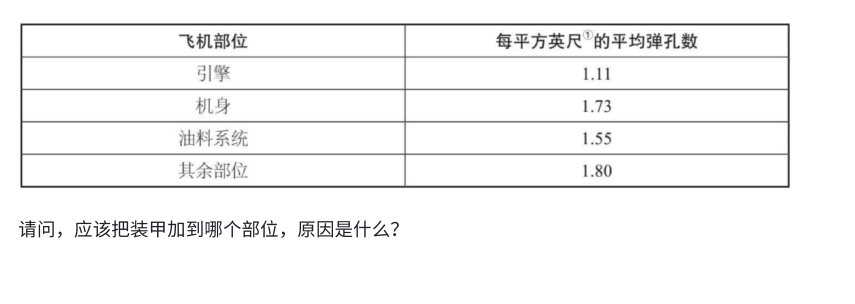 飞机部位 每平方英尺①的平均弹孔数
引擎 1.11
机身 1.73
油料系统 1.55
其余部位 1.80
请问，应该把装甲加到哪个部位，原因是什么？